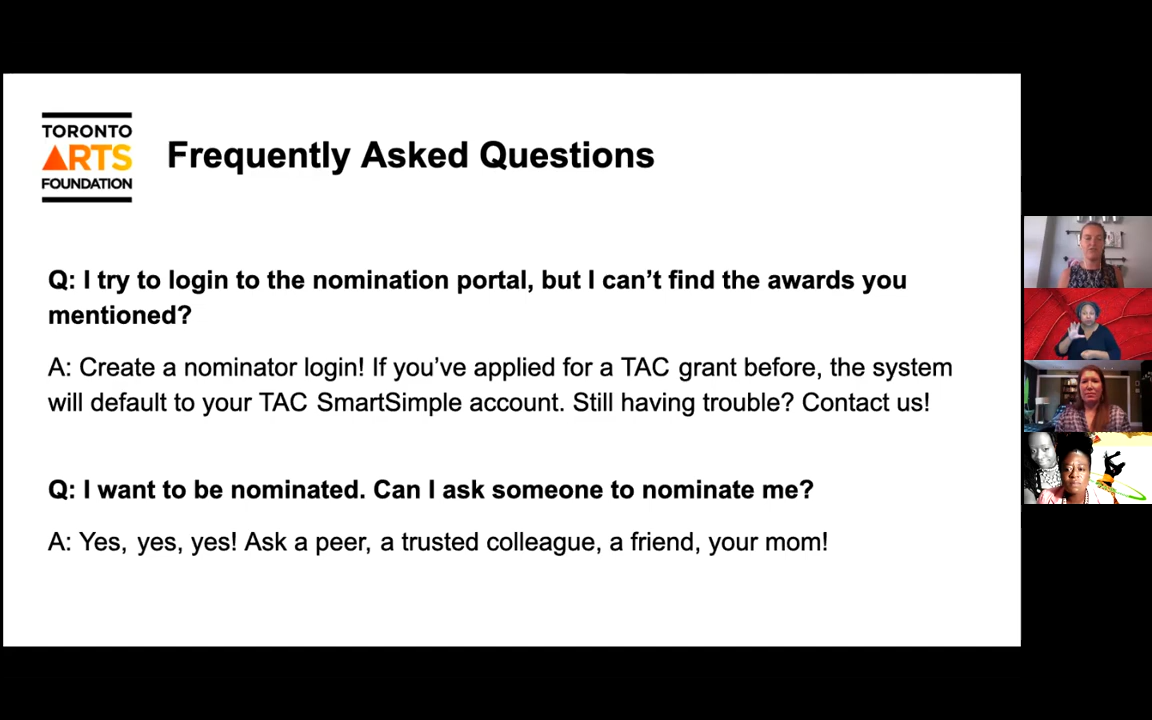 TORONTO
ARTS
FOUNDATION
Frequently Asked Questions
Q: I try to login to the nomination portal, but I can’t find the awards you
mentioned?
A: Create a nominator login! If you’ve applied for a TAC grant before, the system
will default to your TAC SmartSimple account. Still having trouble? Contact us!
Q: I want to be nominated. Can I ask someone to nominate me?
A: Yes, yes, yes! Ask a peer, a trusted colleague, a friend, your mom!